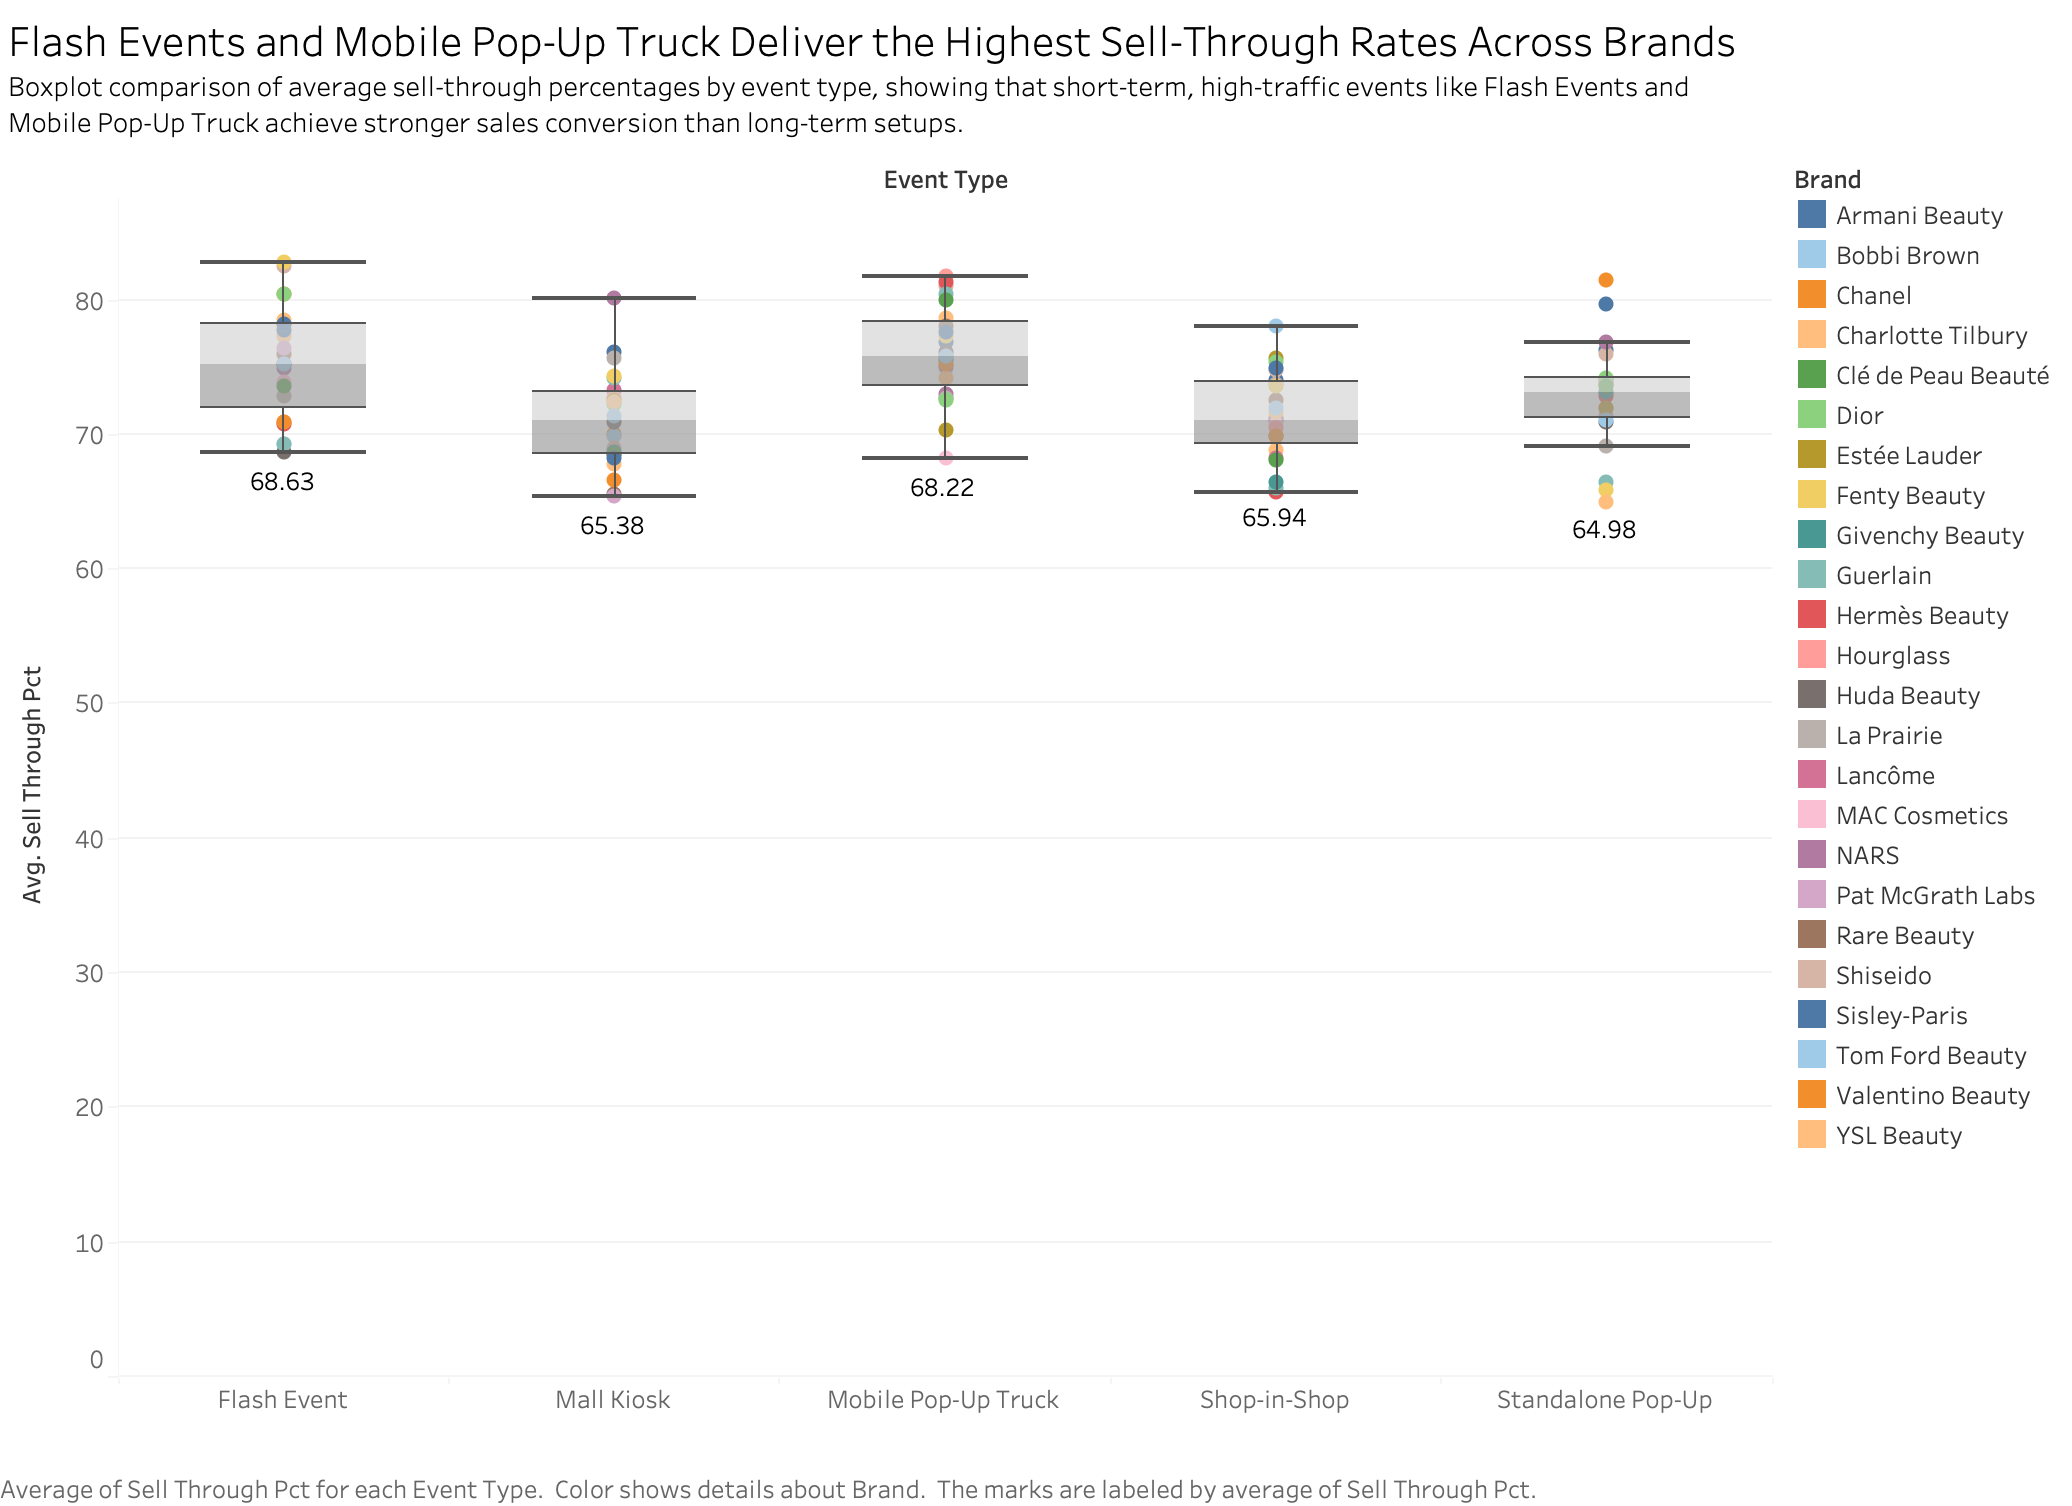 Flash Events and Mobile Pop-Up Truck Deliver the Highest Sell-Through Rates Across Brands
Boxplot comparison of average sell-through percentages by event type, showing that short-term, high-traffic events like Flash Events and
Mobile Pop-Up Truck achieve stronger sales conversion than long-term setups.
Event Type
Avg. Sell Through Pct
80
70
60
50
40
30
20
10
0
68.63
65.38
68.22
65.94
64.98
Flash Event
Mall Kiosk
Mobile Pop-Up Truck
Shop-in-Shop
Standalone Pop-Up
Brand
Armani Beauty
Bobbi Brown
Chanel
Charlotte Tilbury
Clé de Peau Beauté
Dior
Estée Lauder
Fenty Beauty
Givenchy Beauty
Guerlain
Hermès Beauty
Hourglass
Huda Beauty
La Prairie
Lancôme
MAC Cosmetics
NARS
Pat McGrath Labs
Rare Beauty
Shiseido
Sisley-Paris
Tom Ford Beauty
Valentino Beauty
YSL Beauty
Average of Sell Through Pct for each Event Type.  Color shows details about Brand.  The marks are labeled by average of Sell Through Pct.